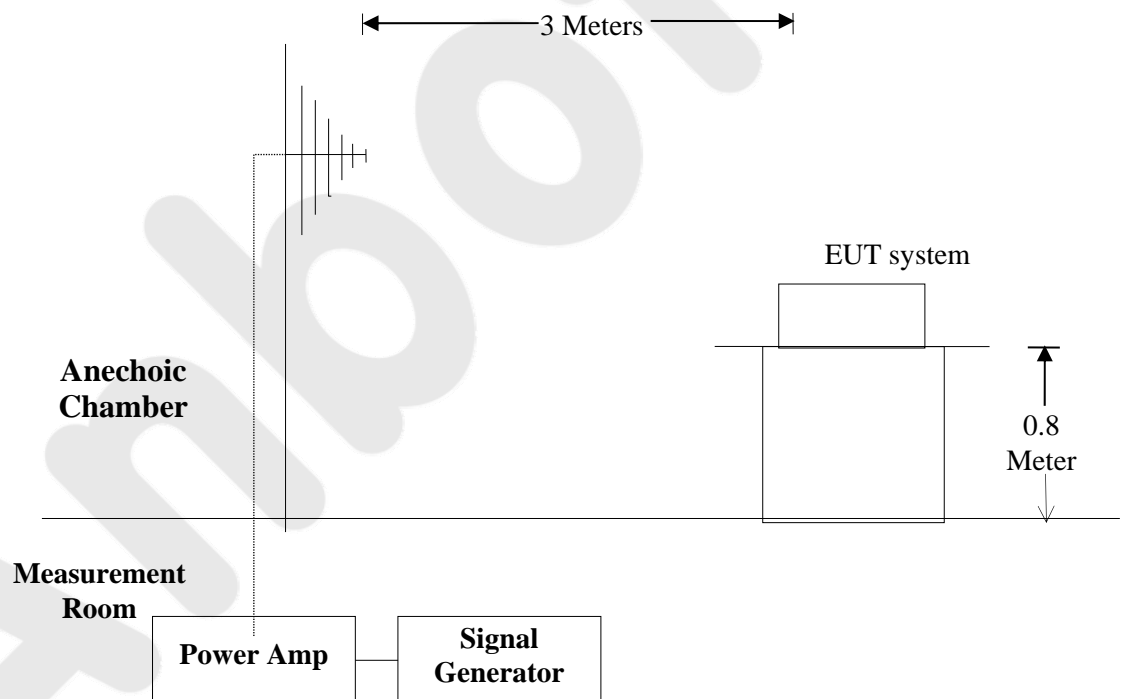 3 Meters
EUT system
Anechoic
Chamber
0.8
Meter
Measurement
Room
Power Amp
Signal
Generator